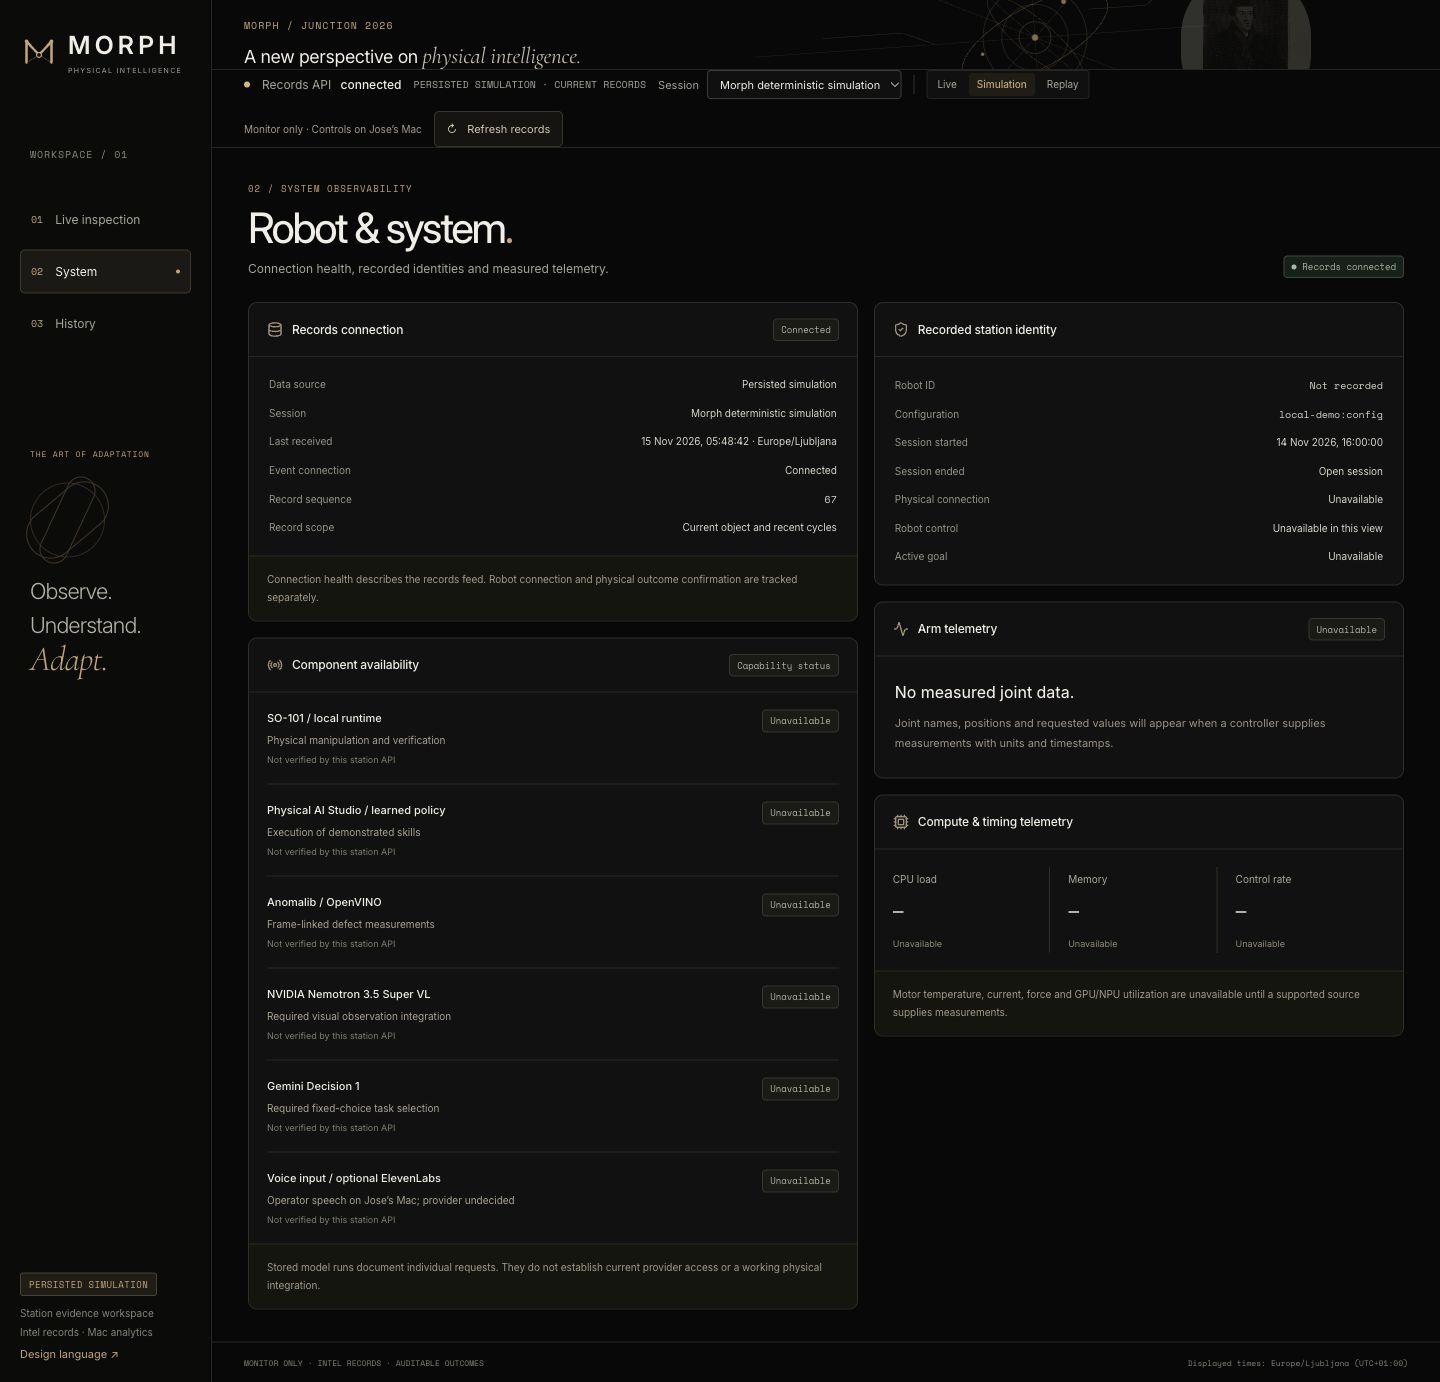 MORPH
PHYSICAL INTELLIGENCE
WORKSPACE / 01
01 Live inspection
02 System
03 History
THE ART OF ADAPTATION
Observe.
Understand.
Adapt.
PERSISTED SIMULATION
Station evidence workspace
Intel records · Mac analytics
Design language ↗
MORPH / JUNCTION 2026
A new perspective on physical intelligence.
Records API connected PERSISTED SIMULATION · CURRENT RECORDS Session Morph deterministic simulation Live Simulation Replay
Monitor only · Controls on Jose's Mac Refresh records
02 / SYSTEM OBSERVABILITY
Robot & system.
Connection health, recorded identities and measured telemetry.
Records connected
Records connection Connected
Data source Persisted simulation
Session Morph deterministic simulation
Last received 15 Nov 2026, 05:48:42 · Europe/Ljubljana
Event connection Connected
Record sequence 67
Record scope Current object and recent cycles
Connection health describes the records feed. Robot connection and physical outcome confirmation are tracked
separately.
Component availability Capability status
SO-101 / local runtime Unavailable
Physical manipulation and verification
Not verified by this station API
Physical AI Studio / learned policy Unavailable
Execution of demonstrated skills
Not verified by this station API
Anomalib / OpenVINO Unavailable
Frame-linked defect measurements
Not verified by this station API
NVIDIA Nemotron 3.5 Super VL Unavailable
Required visual observation integration
Not verified by this station API
Gemini Decision 1 Unavailable
Required fixed-choice task selection
Not verified by this station API
Voice input / optional ElevenLabs Unavailable
Operator speech on Jose's Mac; provider undecided
Not verified by this station API
Stored model runs document individual requests. They do not establish current provider access or a working physical
integration.
Recorded station identity
Robot ID Not recorded
Configuration local-demo:config
Session started 14 Nov 2026, 16:00:00
Session ended Open session
Physical connection Unavailable
Robot control Unavailable in this view
Active goal Unavailable
Arm telemetry Unavailable
No measured joint data.
Joint names, positions and requested values will appear when a controller supplies
measurements with units and timestamps.
Compute & timing telemetry
CPU load Memory Control rate
— — —
Unavailable Unavailable Unavailable
Motor temperature, current, force and GPU/NPU utilization are unavailable until a supported source
supplies measurements.
MONITOR ONLY · INTEL RECORDS · AUDITABLE OUTCOMES
Displayed times: Europe/Ljubljana (UTC+01:00)